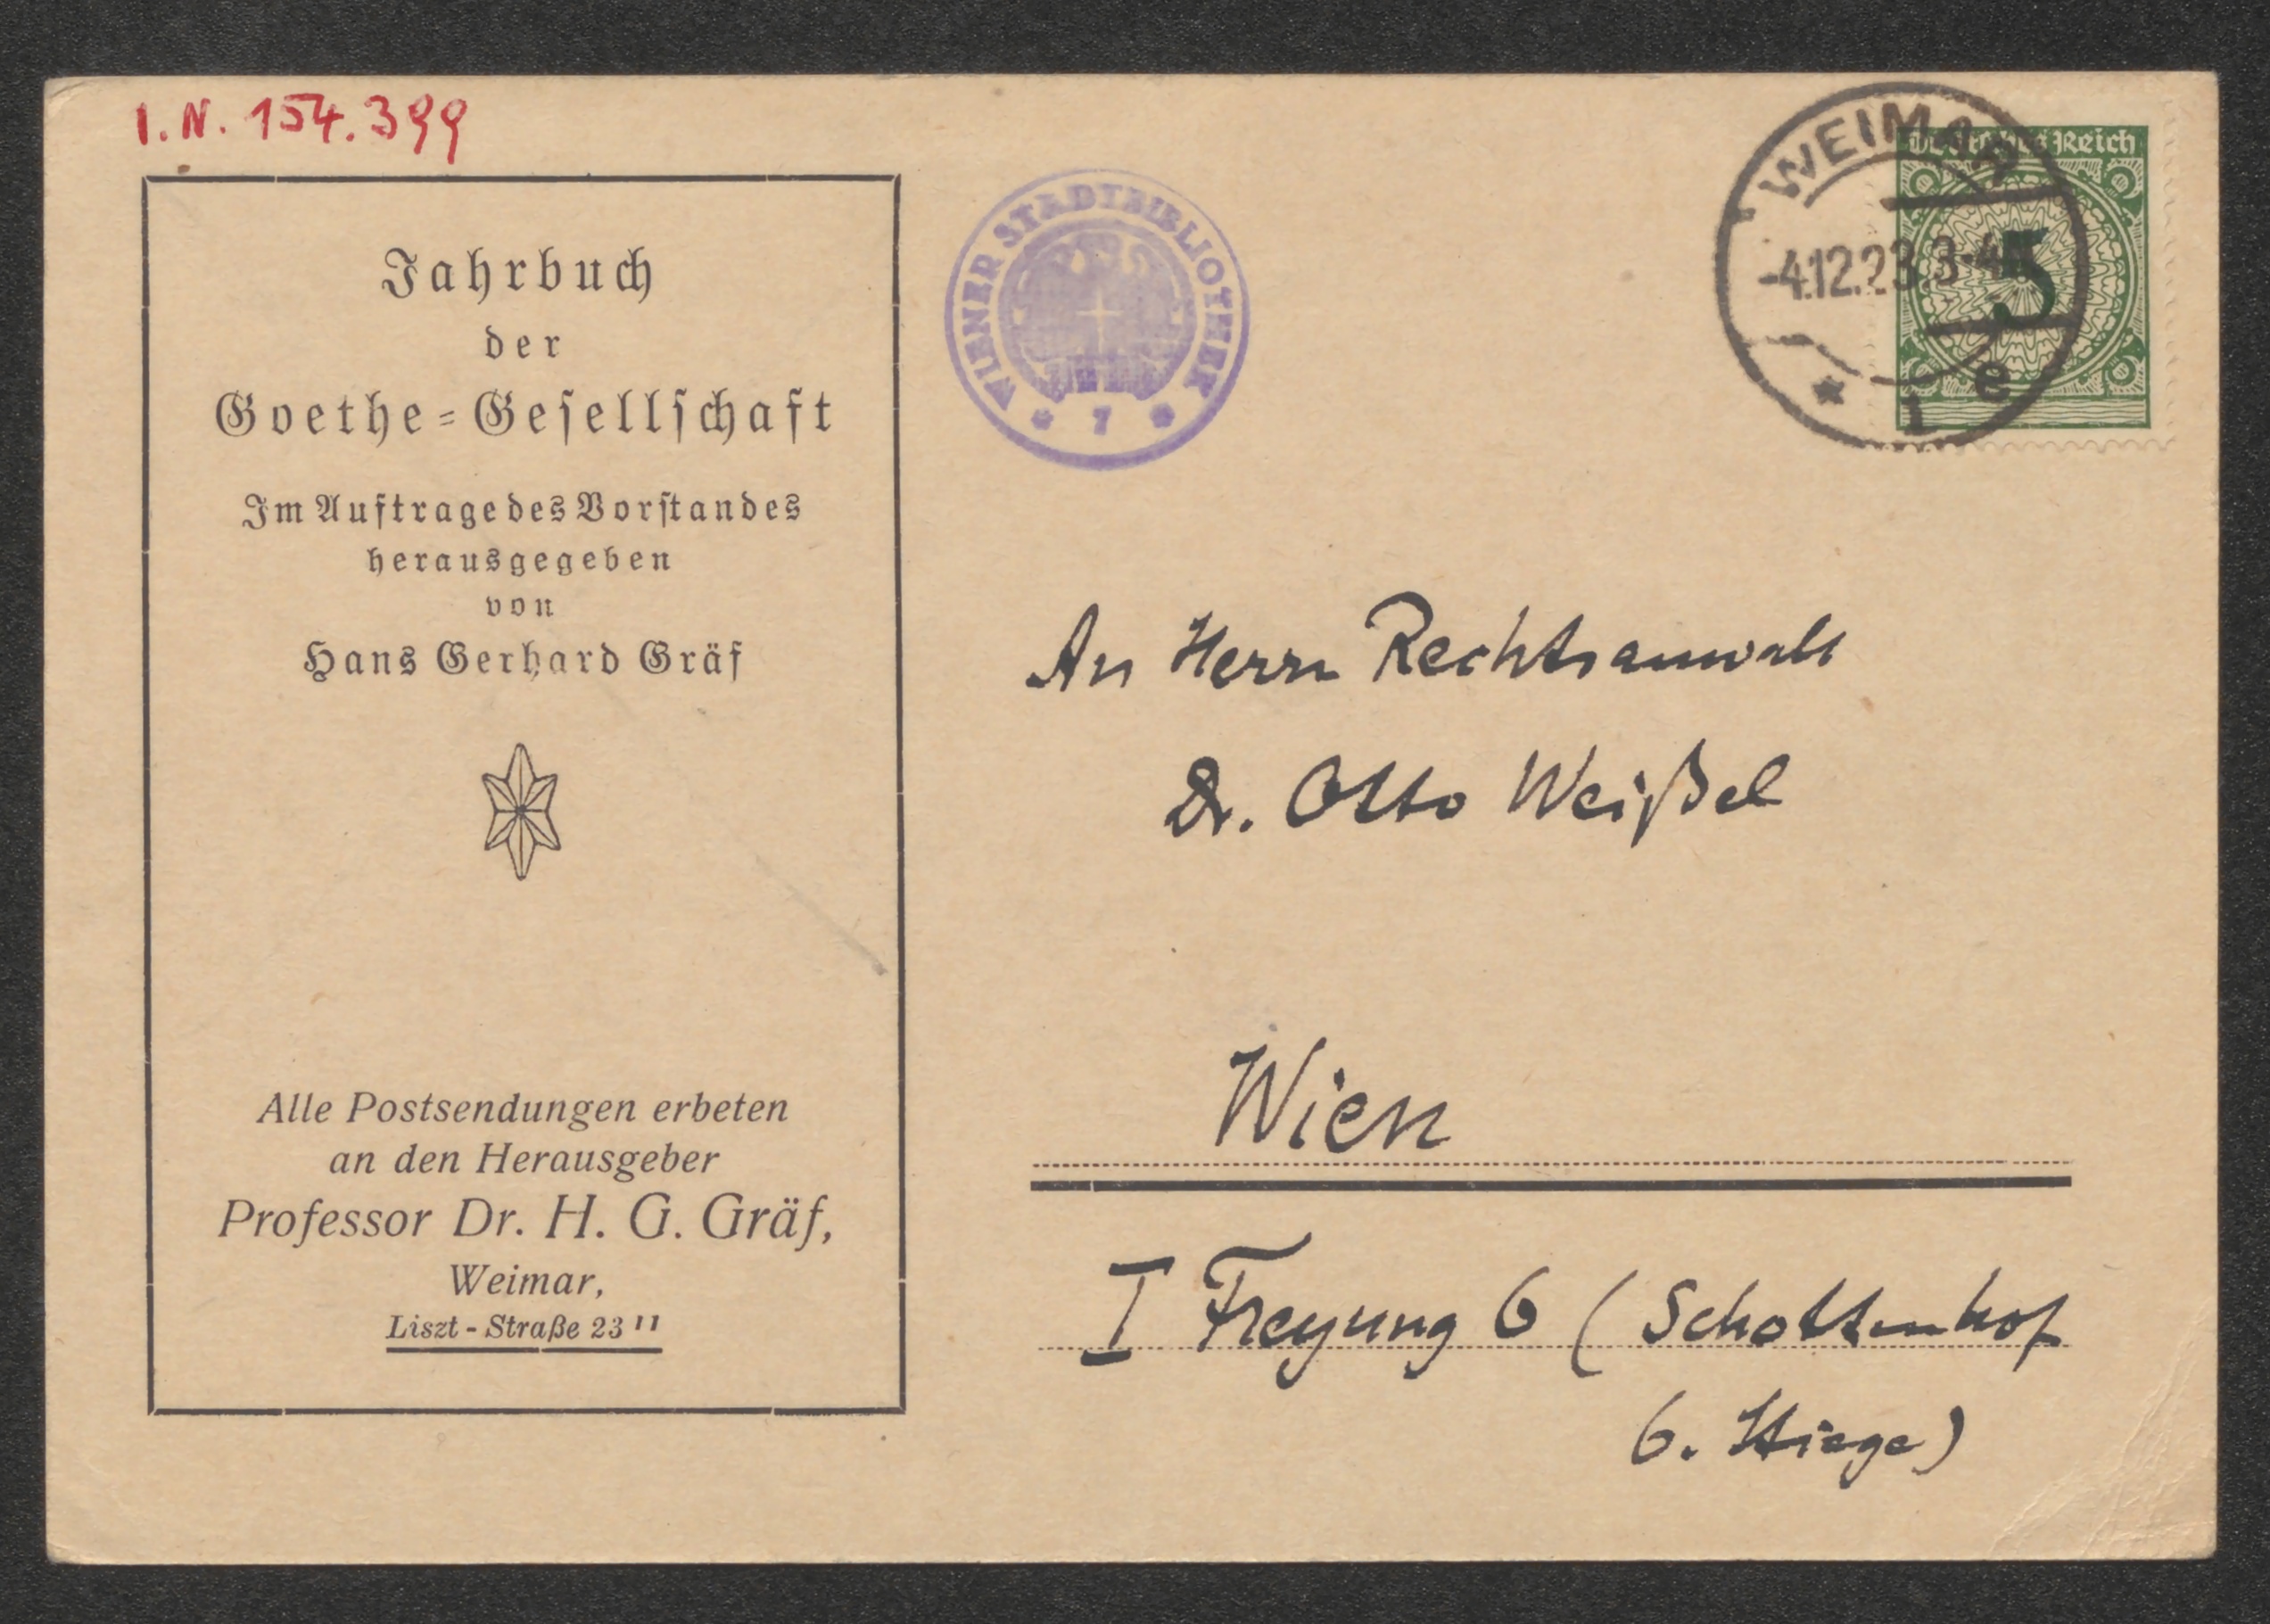 I.N. 154.399
Jahrbuch
der
Goethe=Gesellschaft
Im Auftrage des Vorstandes
herausgegeben
von
Hans Gerhard Gräf
Alle Postsendungen erbeten
an den Herausgeber
Professor Dr. H. G. Gräf,
Weimar,
Liszt-Straße 23 II
WIENER STADTBIBLIOTHEK
* 7 *
Deutsches Reich
5
WEIMAR
-4.12.23. 3-4
* 1 e
An Herrn Rechtsanwalt
Dr. Otto Weißel
Wien
I Freyung 6 (Schottenhof
6. Stiege)